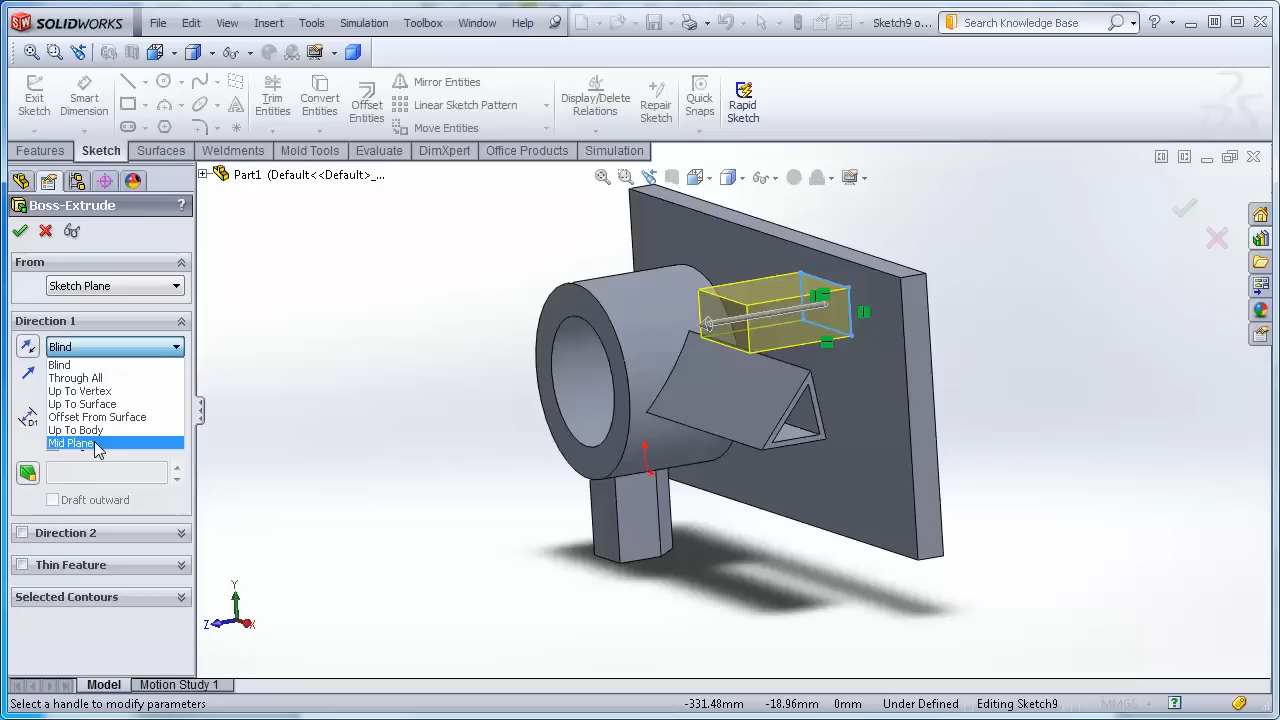 SOLIDWORKS File Edit View Insert Tools Simulation Toolbox Window Help Sketch9 o... Search Knowledge Base ?
Exit Sketch
Smart Dimension
Trim Entities
Convert Entities
Offset Entities
Mirror Entities
Linear Sketch Pattern
Move Entities
Display/Delete Relations
Repair Sketch
Quick Snaps
Rapid Sketch
Features Sketch Surfaces Weldments Mold Tools Evaluate DimXpert Office Products Simulation
Part1 (Default<<Default>_...
Boss-Extrude ?
From
Sketch Plane
Direction 1
Blind
Blind
Through All
Up To Vertex
Up To Surface
Offset From Surface
Up To Body
Mid Plane
D1
Draft outward
Direction 2
Thin Feature
Selected Contours
Y
Z X
Model Motion Study 1
Select a handle to modify parameters -331.48mm -18.96mm 0mm Under Defined Editing Sketch9 MMGS ?